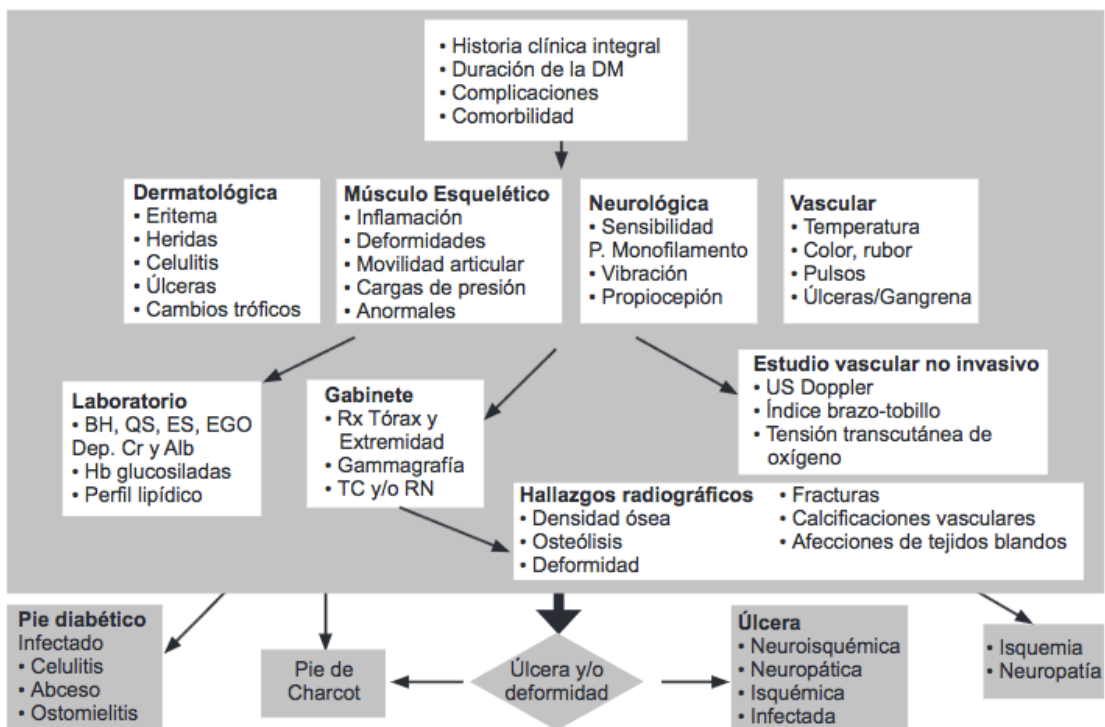 • Historia clínica integral
• Duración de la DM
• Complicaciones
• Comorbilidad
Dermatológica
• Eritema
• Heridas
• Celulitis
• Úlceras
• Cambios tróficos
Músculo Esquelético
• Inflamación
• Deformidades
• Movilidad articular
• Cargas de presión
• Anormales
Neurológica
• Sensibilidad
P. Monofilamento
• Vibración
• Propiocepión
Vascular
• Temperatura
• Color, rubor
• Pulsos
• Úlceras/Gangrena
Laboratorio
• BH, QS, ES, EGO
Dep. Cr y Alb
• Hb glucosiladas
• Perfil lipídico
Gabinete
• Rx Tórax y
Extremidad
• Gammagrafía
• TC y/o RN
Estudio vascular no invasivo
• US Doppler
• Índice brazo-tobillo
• Tensión transcutánea de
oxígeno
Hallazgos radiográficos
• Densidad ósea
• Osteólisis
• Deformidad
• Fracturas
• Calcificaciones vasculares
• Afecciones de tejidos blandos
Pie diabético
Infectado
• Celulitis
• Abceso
• Ostomielitis
Pie de
Charcot
Úlcera y/o
deformidad
Úlcera
• Neuroisquémica
• Neuropática
• Isquémica
• Infectada
• Isquemia
• Neuropatía